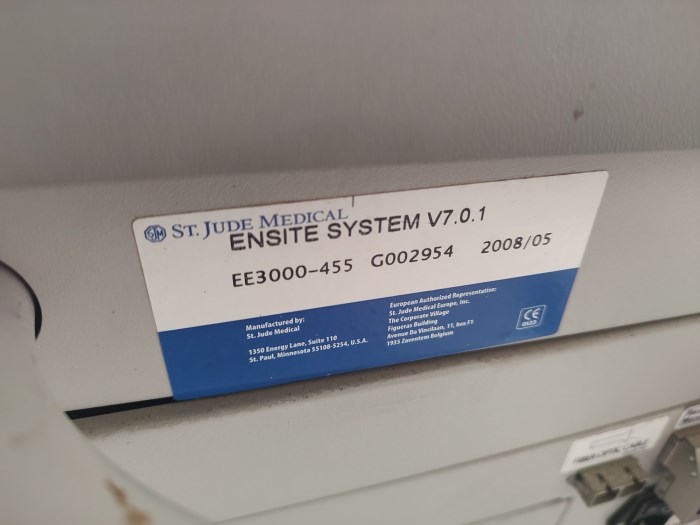 ST. JUDE MEDICAL
ENSITE SYSTEM V7.0.1
EE3000-455 G002954 2008/05
Manufactured by:
St. Jude Medical
1350 Energy Lane, Suite 110
St. Paul, Minnesota 55108-5254, U.S.A.
European Authorized Representative:
St. Jude Medical Europe, Inc.
The Corporate Village
Figueras Building
Avenue Da Vincilaan, 11, box F1
1935 Zaventem Belgium
CE